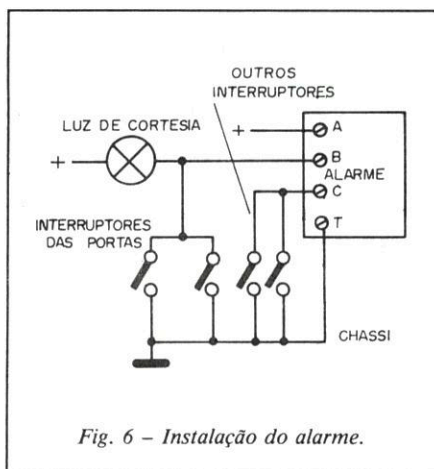 OUTROS
INTERRUPTORES
LUZ DE CORTESIA
+
A
+
B
ALARME
C
INTERRUPTORES
DAS PORTAS
T
CHASSI
Fig. 6 – Instalação do alarme.